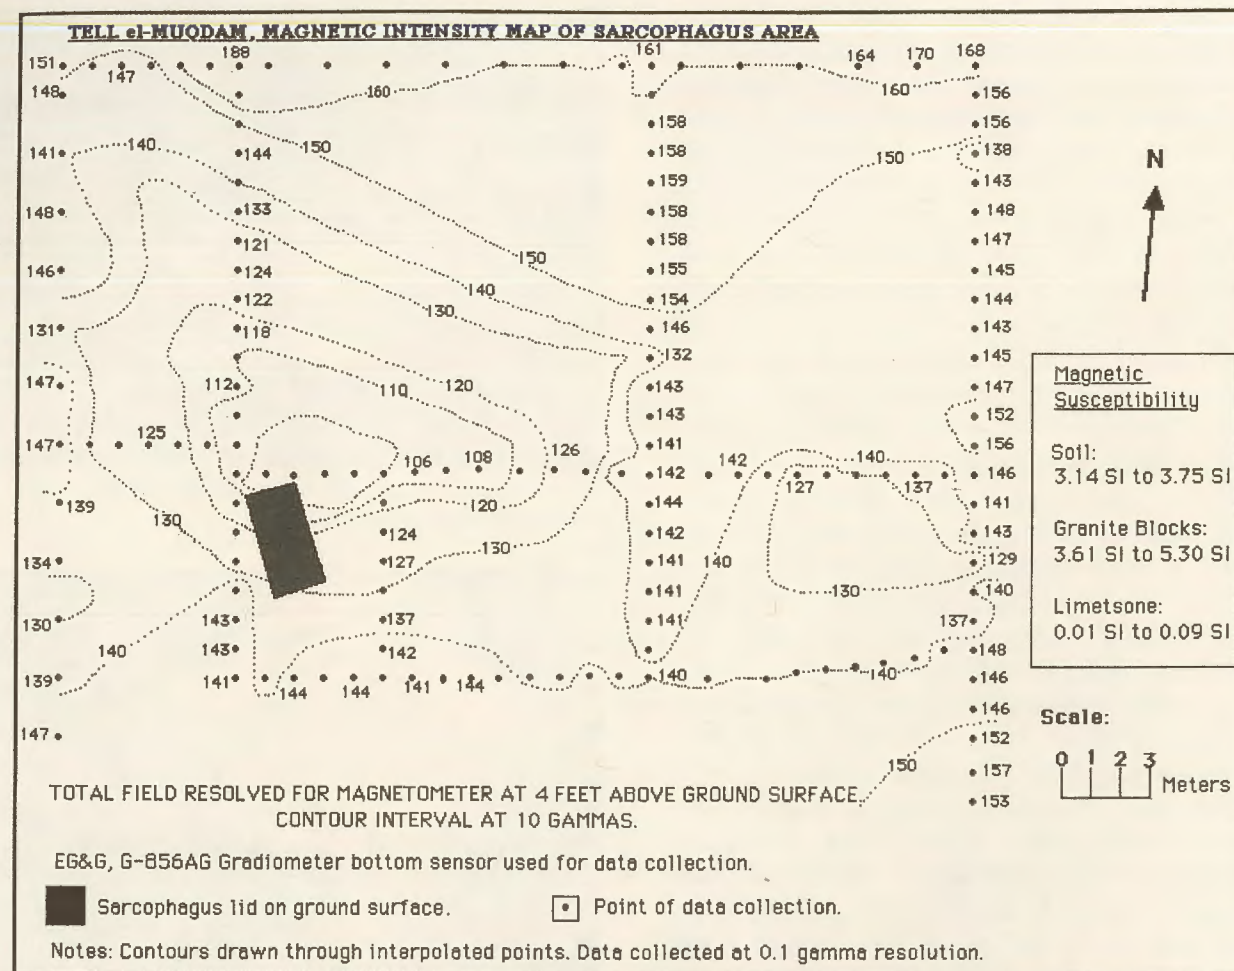 TELL el-MUQDAM, MAGNETIC INTENSITY MAP OF SARCOPHAGUS AREA
151 147 188 161 164 170 168
148 160 160 156
158 156
141 140 144 150 158 150 138
159 143
148 133 158 148
121 158 147
146 124 150 155 145
122 140 154 144
131 118 130 146 143
132 145
147 112 110 120 143 147
143 152
147 125 106 108 126 141 156
142 142 127 140 137 146
139 120 144 141
130 124 130 142 143
134 127 141 140 129
141 130 140
130 143 137 141 137
140 143 142 148
139 141 144 144 141 144 140 140 146
146
147 152
150 157
153
N
Magnetic
Susceptibility
Soil:
3.14 SI to 3.75 SI
Granite Blocks:
3.61 SI to 5.30 SI
Limetsone:
0.01 SI to 0.09 SI
Scale:
0 1 2 3
Meters
TOTAL FIELD RESOLVED FOR MAGNETOMETER AT 4 FEET ABOVE GROUND SURFACE.
CONTOUR INTERVAL AT 10 GAMMAS.
EG&G, G-856AG Gradiometer bottom sensor used for data collection.
Sarcophagus lid on ground surface.
Point of data collection.
Notes: Contours drawn through interpolated points. Data collected at 0.1 gamma resolution.